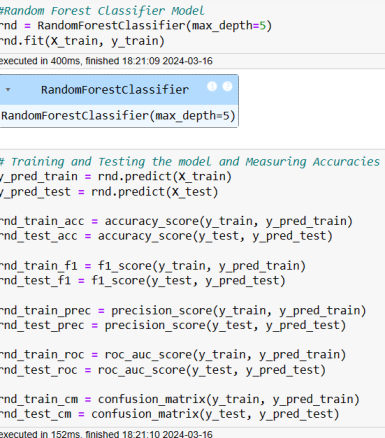 #Random Forest Classifier Model
rnd = RandomForestClassifier(max_depth=5)
rnd.fit(X_train, y_train)
executed in 400ms, finished 18:21:09 2024-03-16
RandomForestClassifier
RandomForestClassifier(max_depth=5)
# Training and Testing the model and Measuring Accuracies
y_pred_train = rnd.predict(X_train)
y_pred_test = rnd.predict(X_test)
rnd_train_acc = accuracy_score(y_train, y_pred_train)
rnd_test_acc = accuracy_score(y_test, y_pred_test)
rnd_train_f1 = f1_score(y_train, y_pred_train)
rnd_test_f1 = f1_score(y_test, y_pred_test)
rnd_train_prec = precision_score(y_train, y_pred_train)
rnd_test_prec = precision_score(y_test, y_pred_test)
rnd_train_roc = roc_auc_score(y_train, y_pred_train)
rnd_test_roc = roc_auc_score(y_test, y_pred_test)
rnd_train_cm = confusion_matrix(y_train, y_pred_train)
rnd_test_cm = confusion_matrix(y_test, y_pred_test)
executed in 152ms, finished 18:21:10 2024-03-16